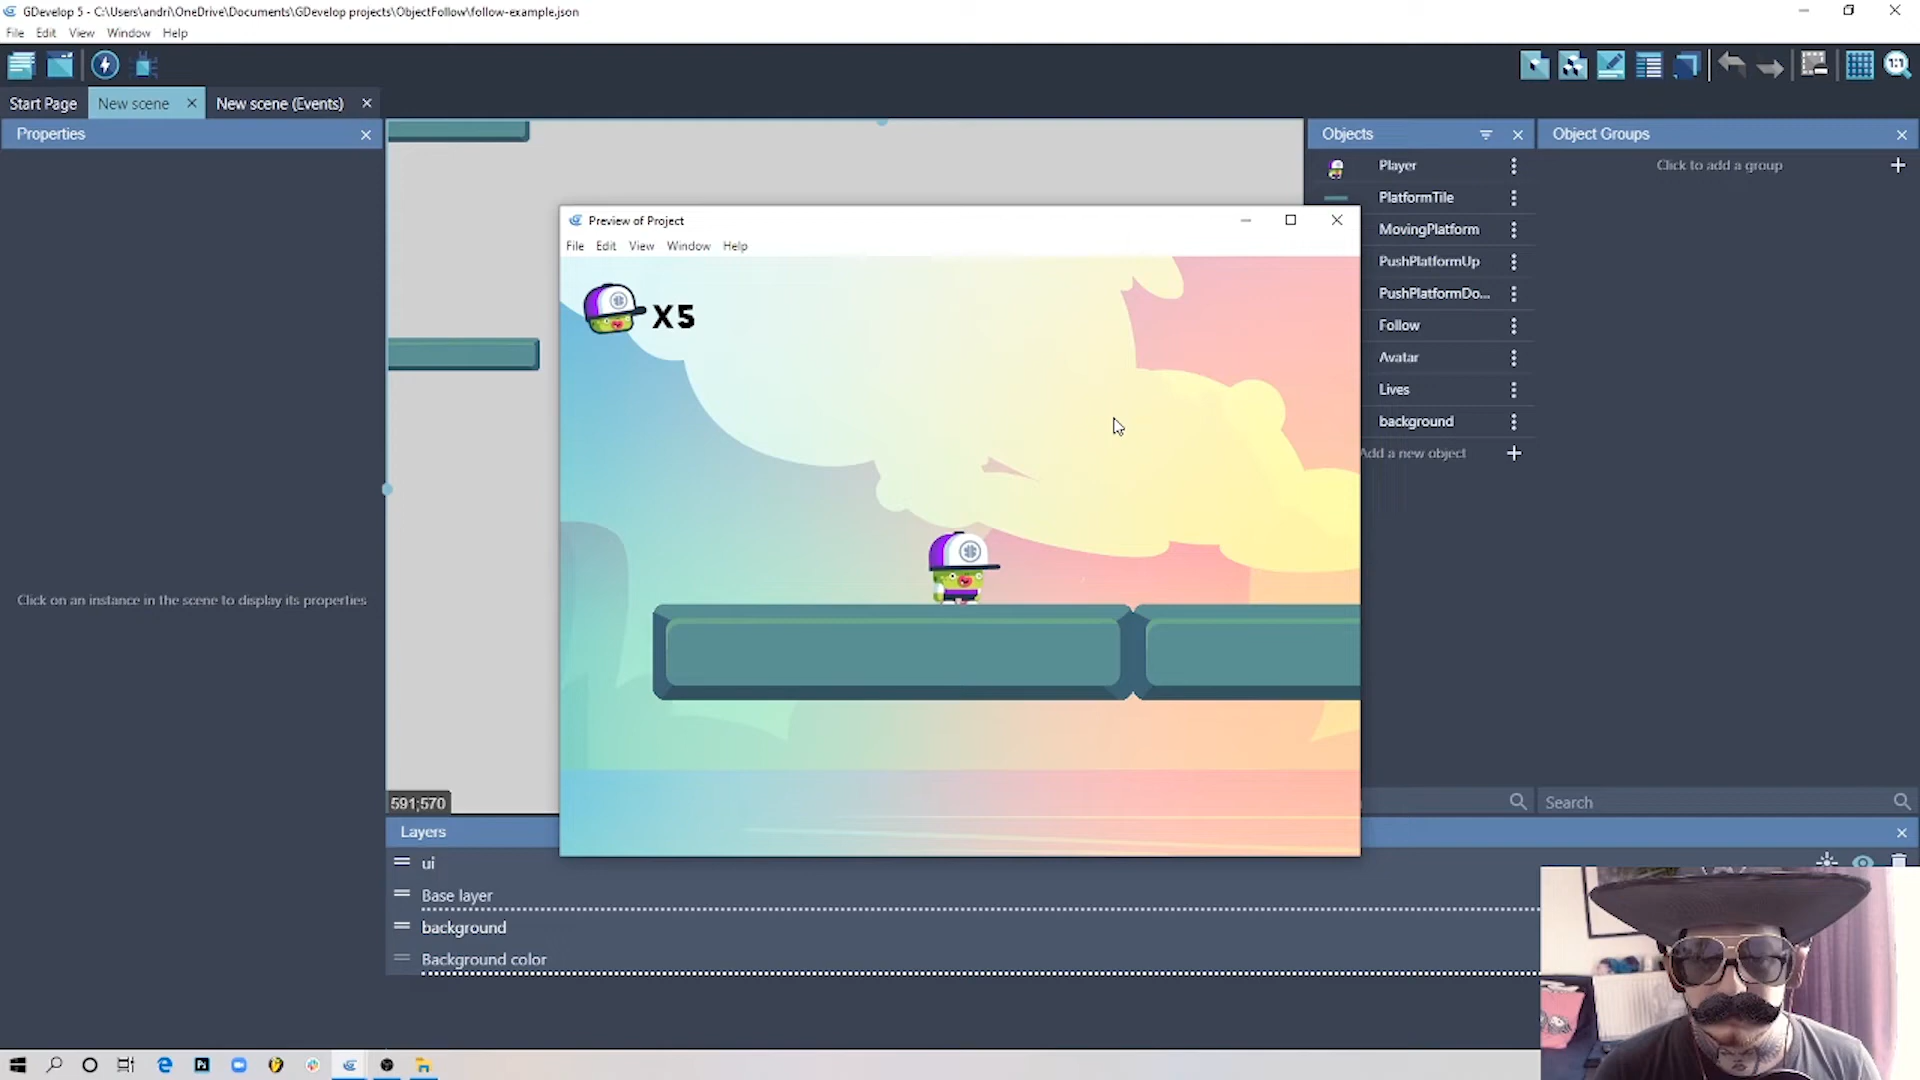 GDevelop 5 - C:\Users\andri\OneDrive\Documents\GDevelop projects\ObjectFollow\follow-example.json
File Edit View Window Help
1:1
Start Page New scene New scene (Events)
Properties
Objects
Object Groups
Player
Click to add a group
PlatformTile
Preview of Project
MovingPlatform
File Edit View Window Help
PushPlatformUp
PushPlatformDo...
X5
Follow
Avatar
Lives
background
Add a new object
Click on an instance in the scene to display its properties
591;570
Search
Layers
ui
Base layer
background
Background color